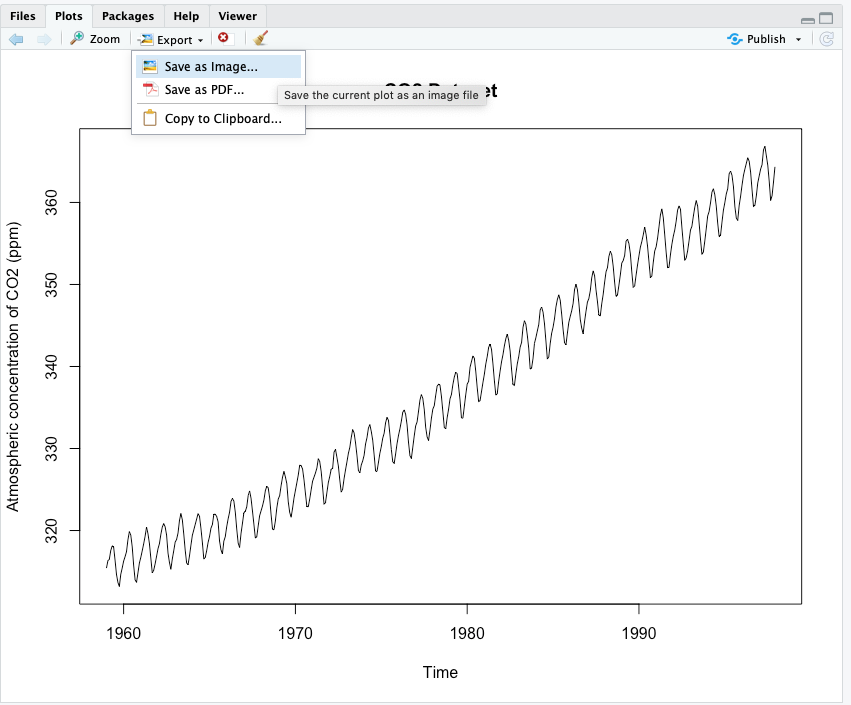 Files Plots Packages Help Viewer
Zoom Export Publish
Save as Image...
Save as PDF...
Save the current plot as an image file
Copy to Clipboard...
360
350
340
330
320
Atmospheric concentration of CO2 (ppm)
1960 1970 1980 1990
Time